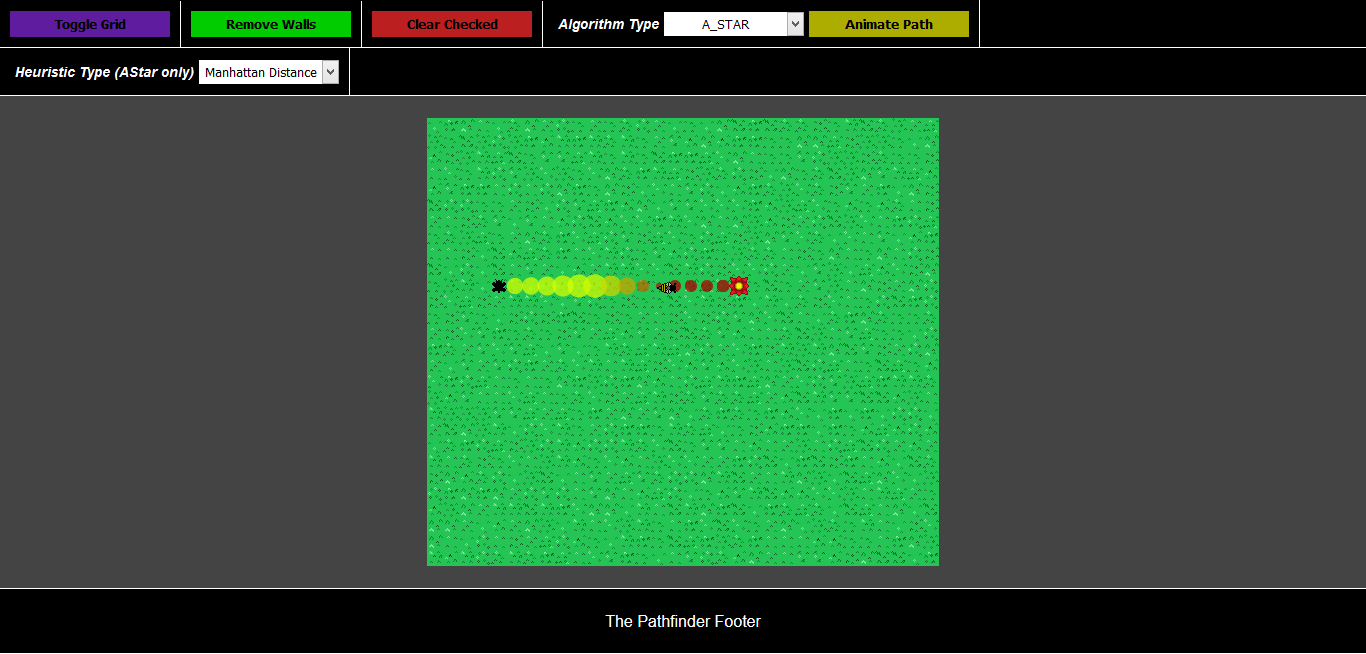 Toggle Grid Remove Walls Clear Checked Algorithm Type A_STAR Animate Path
Heuristic Type (AStar only) Manhattan Distance
The Pathfinder Footer